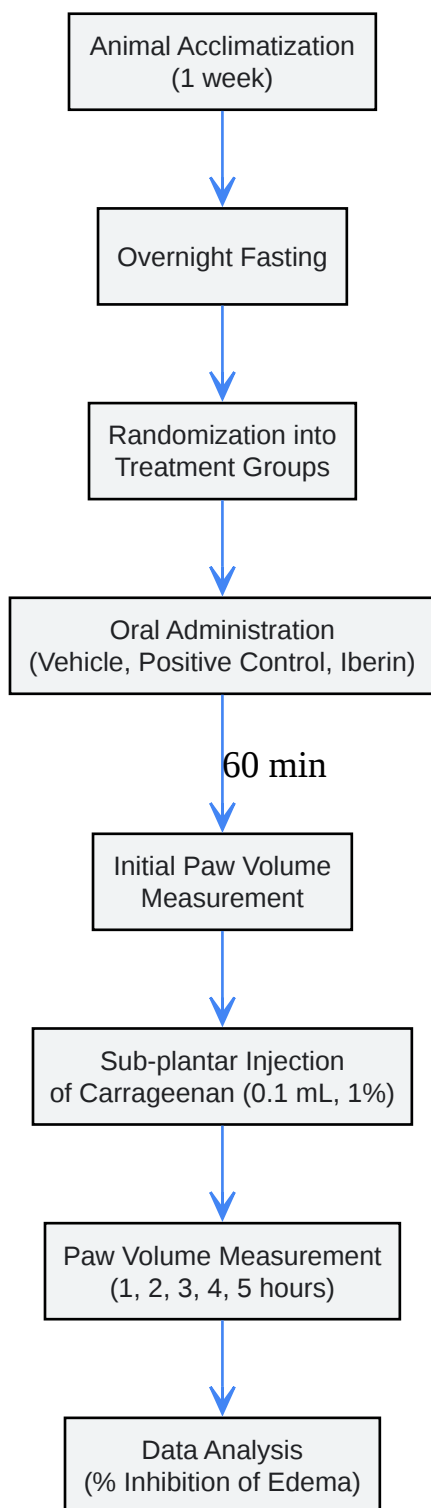 Animal Acclimatization
(1 week)
Overnight Fasting
Randomization into
Treatment Groups
Oral Administration
(Vehicle, Positive Control, Iberin)
60 min
Initial Paw Volume
Measurement
Sub-plantar Injection
of Carrageenan (0.1 mL, 1%)
Paw Volume Measurement
(1, 2, 3, 4, 5 hours)
Data Analysis
(% Inhibition of Edema)